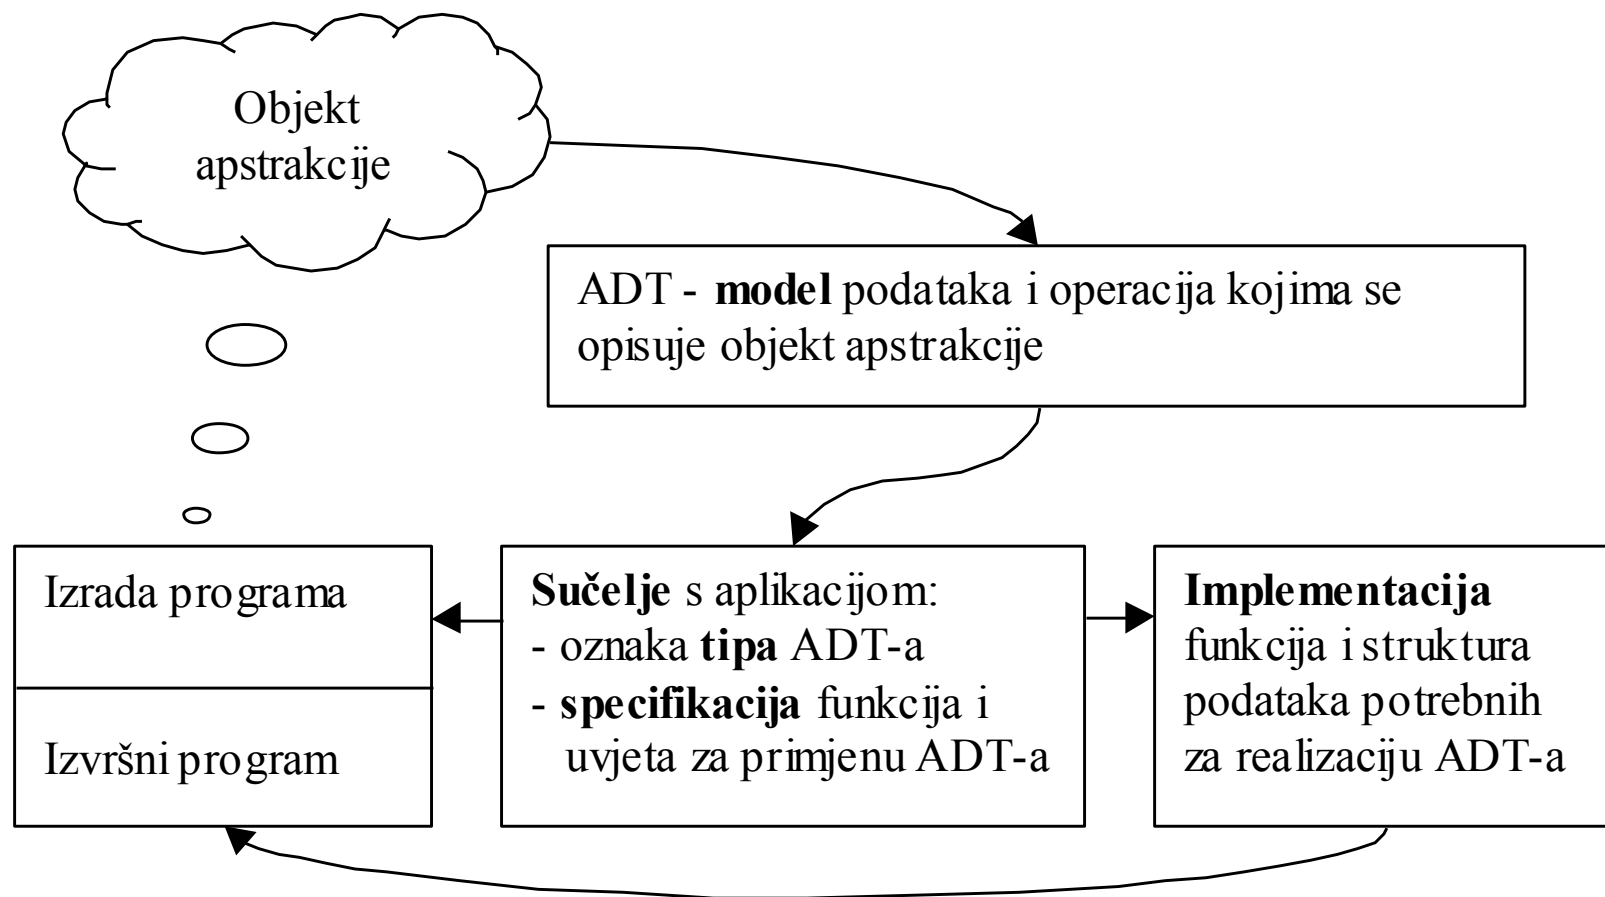 Objekt
apstrakcije
ADT - model podataka i operacija kojima se
opisuje objekt apstrakcije
Izrada programa
Izvršni program
Sučelje s aplikacijom:
- oznaka tipa ADT-a
- specifikacija funkcija i
uvjeta za primjenu ADT-a
Implementacija
funkcija i struktura
podataka potrebnih
za realizaciju ADT-a